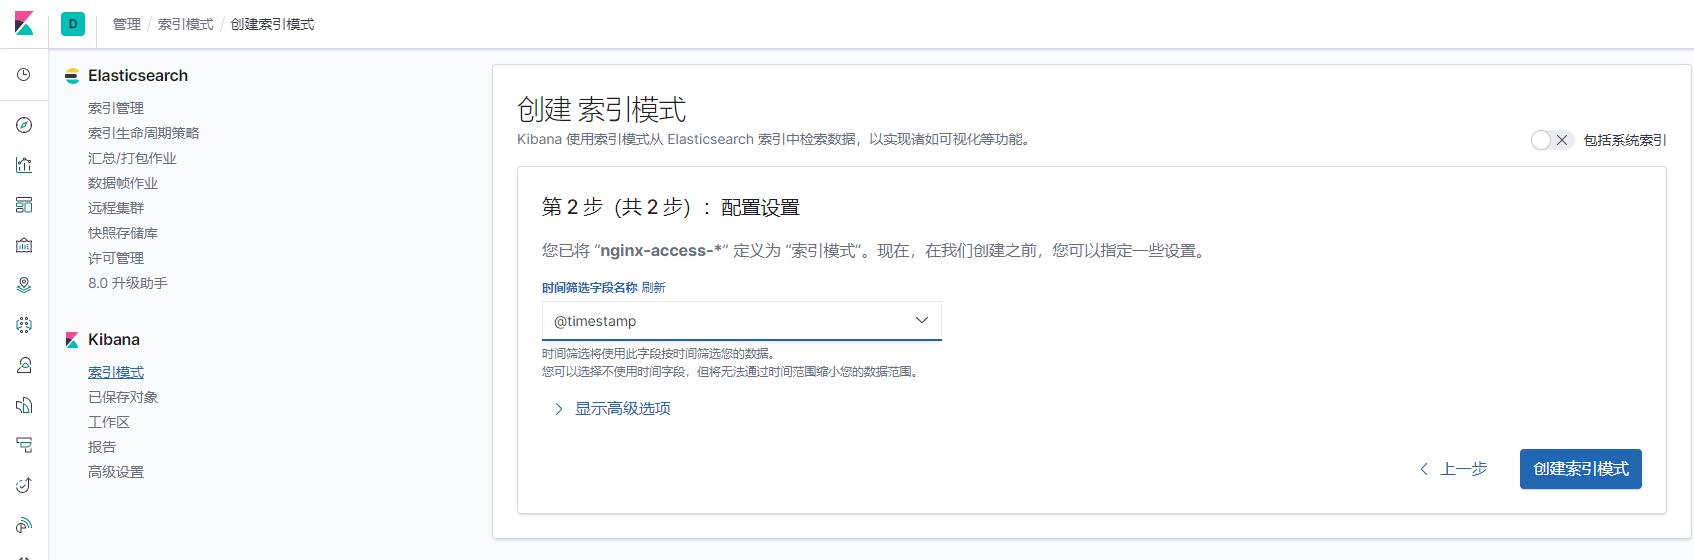 D
管理 / 索引模式 / 创建索引模式
Elasticsearch
索引管理
索引生命周期策略
汇总/打包作业
数据帧作业
远程集群
快照存储库
许可管理
8.0 升级助手
Kibana
索引模式
已保存对象
工作区
报告
高级设置
创建 索引模式
Kibana 使用索引模式从 Elasticsearch 索引中检索数据，以实现诸如可视化等功能。
包括系统索引
第 2 步（共 2 步）：配置设置
您已将 “nginx-access-*” 定义为 “索引模式”。现在，在我们创建之前，您可以指定一些设置。
时间筛选字段名称 刷新
@timestamp
时间筛选将使用此字段按时间筛选您的数据。
您可以选择不使用时间字段，但将无法通过时间范围缩小您的数据范围。
显示高级选项
上一步
创建索引模式